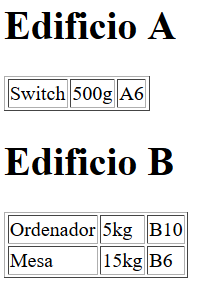 Edificio A
Switch 500g A6
Edificio B
Ordenador 5kg B10
Mesa 15kg B6